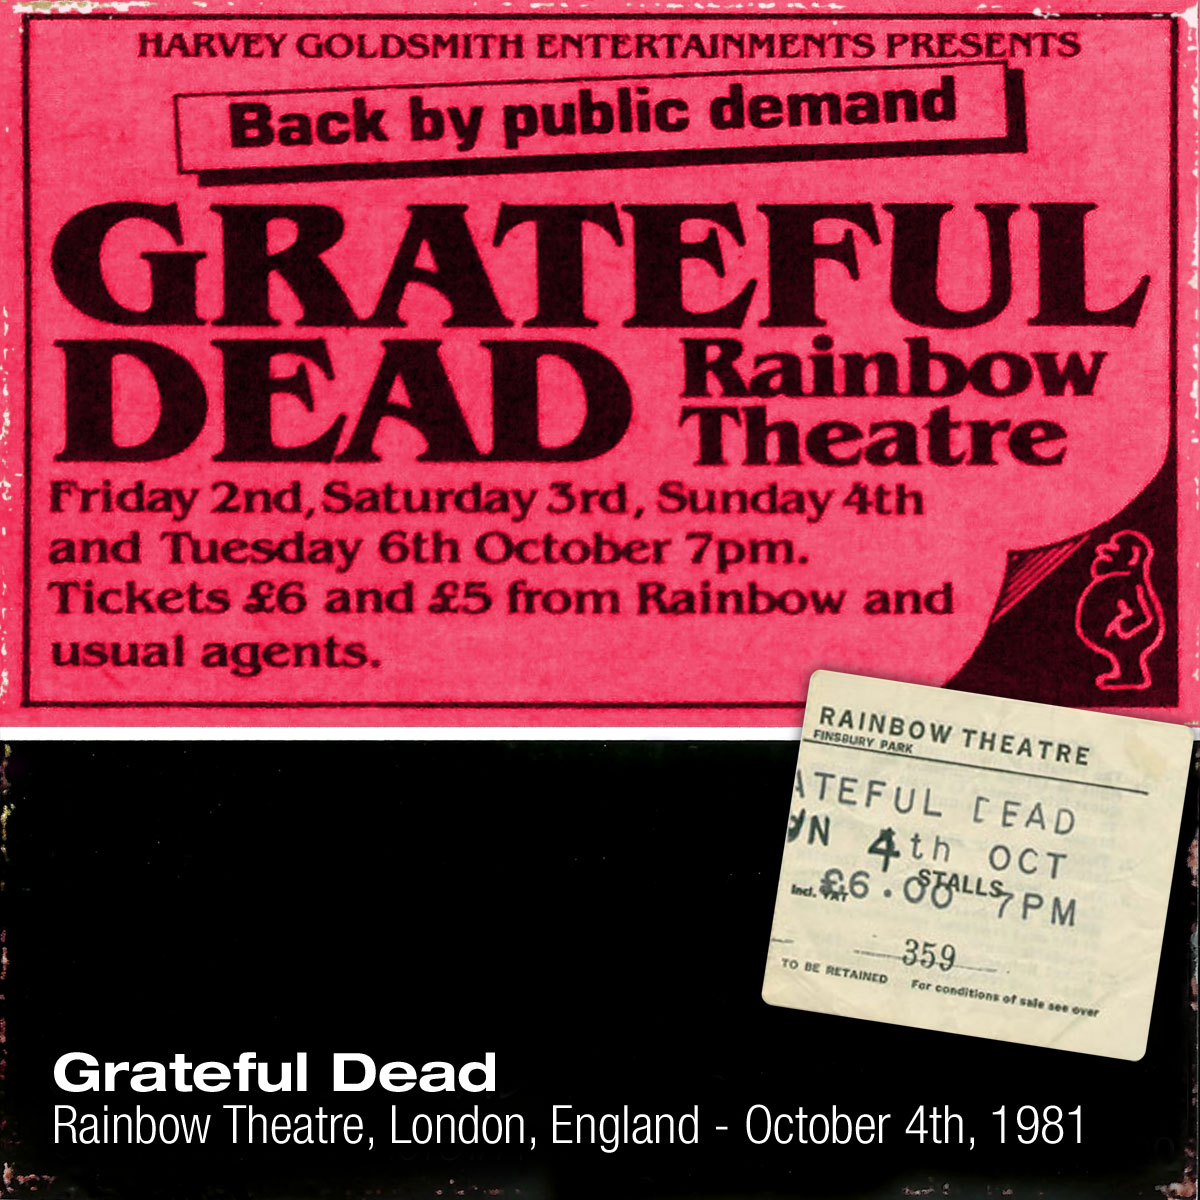 HARVEY GOLDSMITH ENTERTAINMENTS PRESENTS
Back by public demand
GRATEFUL
DEAD Rainbow
Theatre
Friday 2nd, Saturday 3rd, Sunday 4th
and Tuesday 6th October 7pm.
Tickets £6 and £5 from Rainbow and
usual agents.
RAINBOW THEATRE
FINSBURY PARK
ATEFUL DEAD
UN 4th OCT
STALLS
Incl. VAT £6.00 7PM
359
TO BE RETAINED For conditions of sale see over
Grateful Dead
Rainbow Theatre, London, England - October 4th, 1981